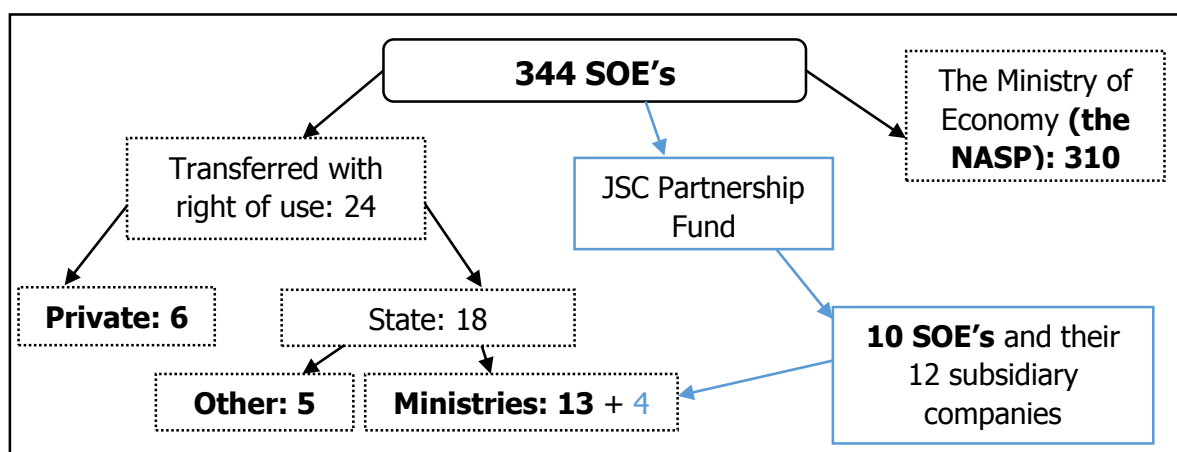 344 SOE’s
The Ministry of
Economy (the
NASP): 310
Transferred with
right of use: 24
JSC Partnership
Fund
Private: 6
State: 18
10 SOE’s and their
12 subsidiary
companies
Other: 5
Ministries: 13 + 4